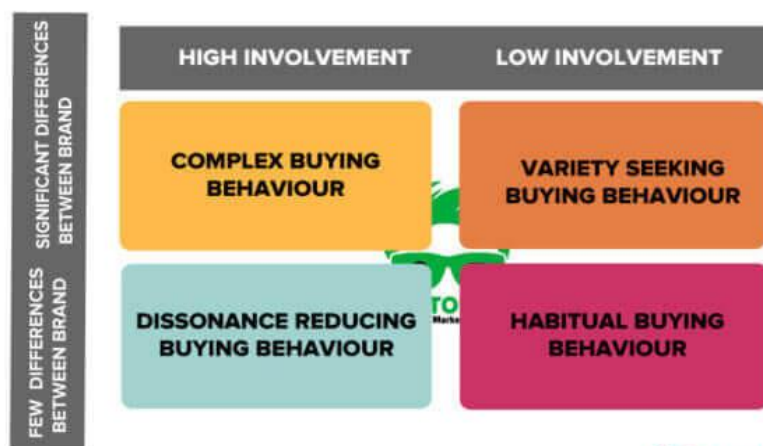 HIGH INVOLVEMENT
LOW INVOLVEMENT
SIGNIFICANT DIFFERENCES
BETWEEN BRAND
COMPLEX BUYING
BEHAVIOUR
VARIETY SEEKING
BUYING BEHAVIOUR
FEW DIFFERENCES
BETWEEN BRAND
DISSONANCE REDUCING
BUYING BEHAVIOUR
HABITUAL BUYING
BEHAVIOUR